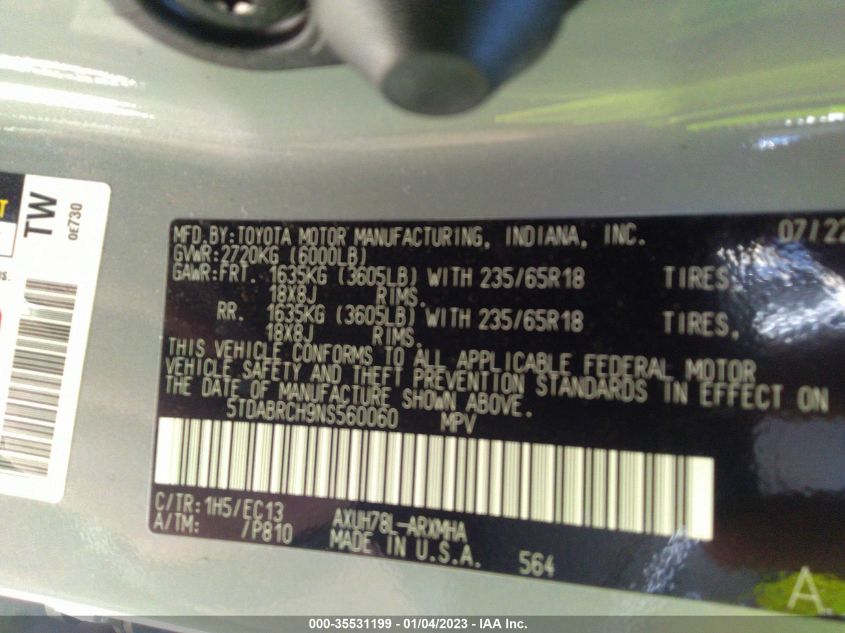 T
TW
0E730
NS.
MFD. BY: TOYOTA MOTOR MANUFACTURING, INDIANA, INC. 07/22
GVWR: 2720KG (6000LB)
GAWR: FRT. 1635KG (3605LB) WITH 235/65R18 TIRES,
18X8J RIMS.
RR. 1635KG (3605LB) WITH 235/65R18 TIRES,
18X8J RIMS.
THIS VEHICLE CONFORMS TO ALL APPLICABLE FEDERAL MOTOR
VEHICLE SAFETY AND THEFT PREVENTION STANDARDS IN EFFECT ON
THE DATE OF MANUFACTURE SHOWN ABOVE.
5TDABRCH9NS560060 MPV
C/TR: 1H5/EC13 AXUH78L-ARXMHA
A/TM: /P810 MADE IN U.S.A. 564
A.
000-35531199 - 01/04/2023 - IAA Inc.